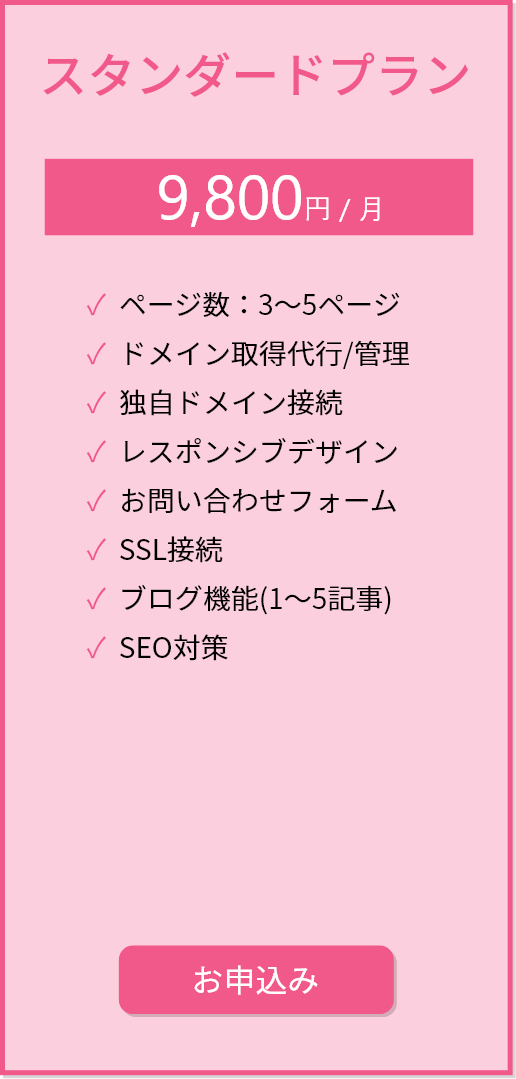 スタンダードプラン
9,800円 / 月
✓ ページ数：3～5ページ
✓ ドメイン取得代行/管理
✓ 独自ドメイン接続
✓ レスポンシブデザイン
✓ お問い合わせフォーム
✓ SSL接続
✓ ブログ機能(1～5記事)
✓ SEO対策
お申込み